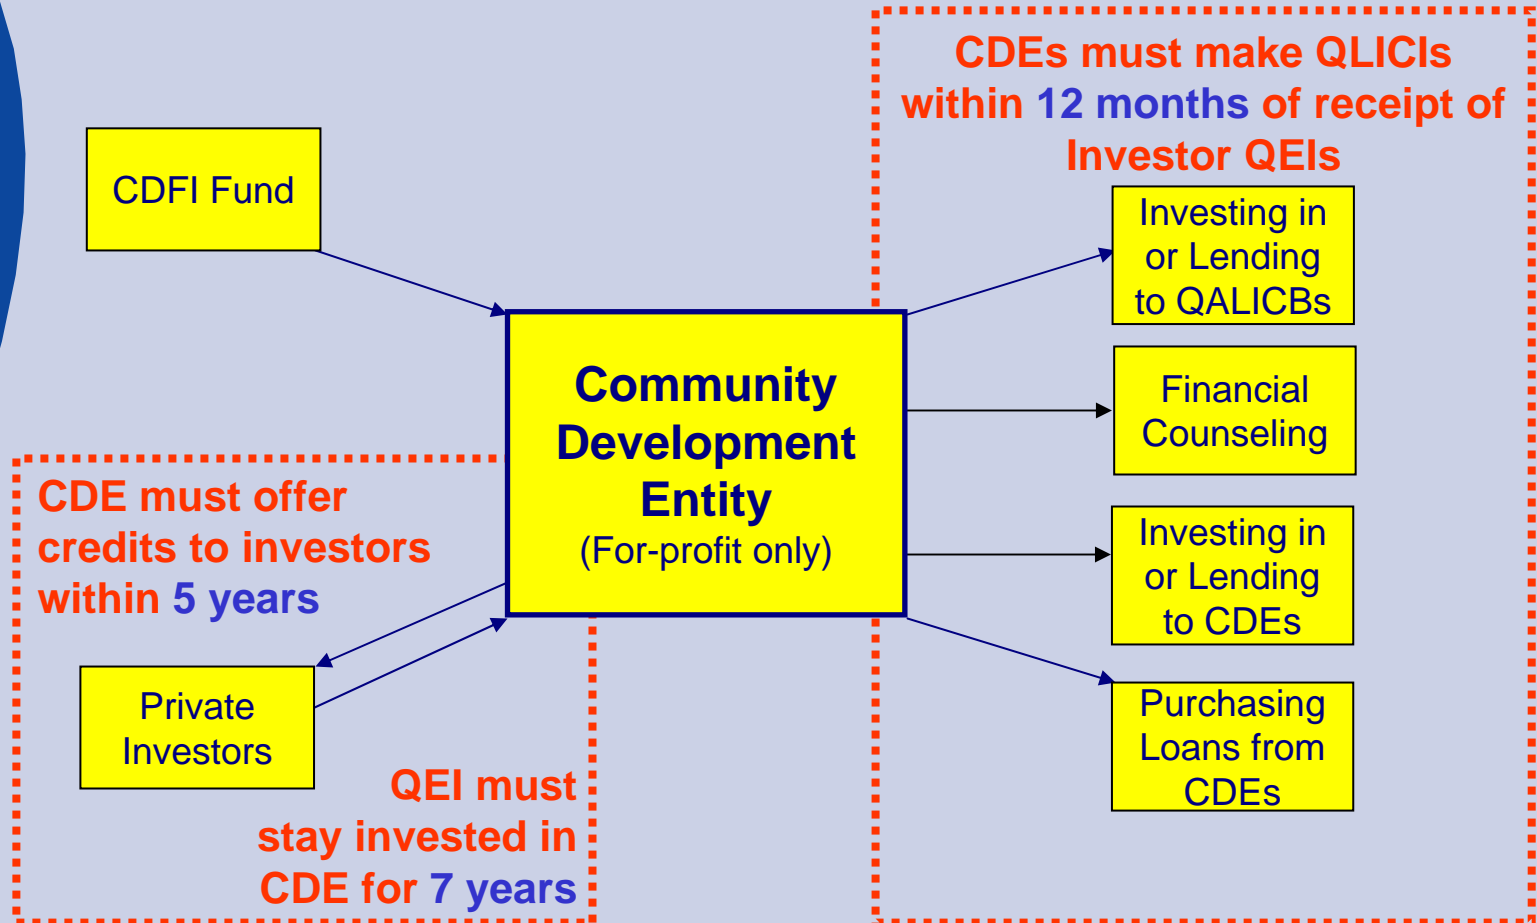 CDEs must make QLICIs
within 12 months of receipt of
Investor QEIs
CDFI Fund
Investing in
or Lending
to QALICBs
Community
Development
Entity
(For-profit only)
Financial
Counseling
CDE must offer
credits to investors
within 5 years
Investing in
or Lending
to CDEs
Private
Investors
Purchasing
Loans from
CDEs
QEI must
stay invested in
CDE for 7 years